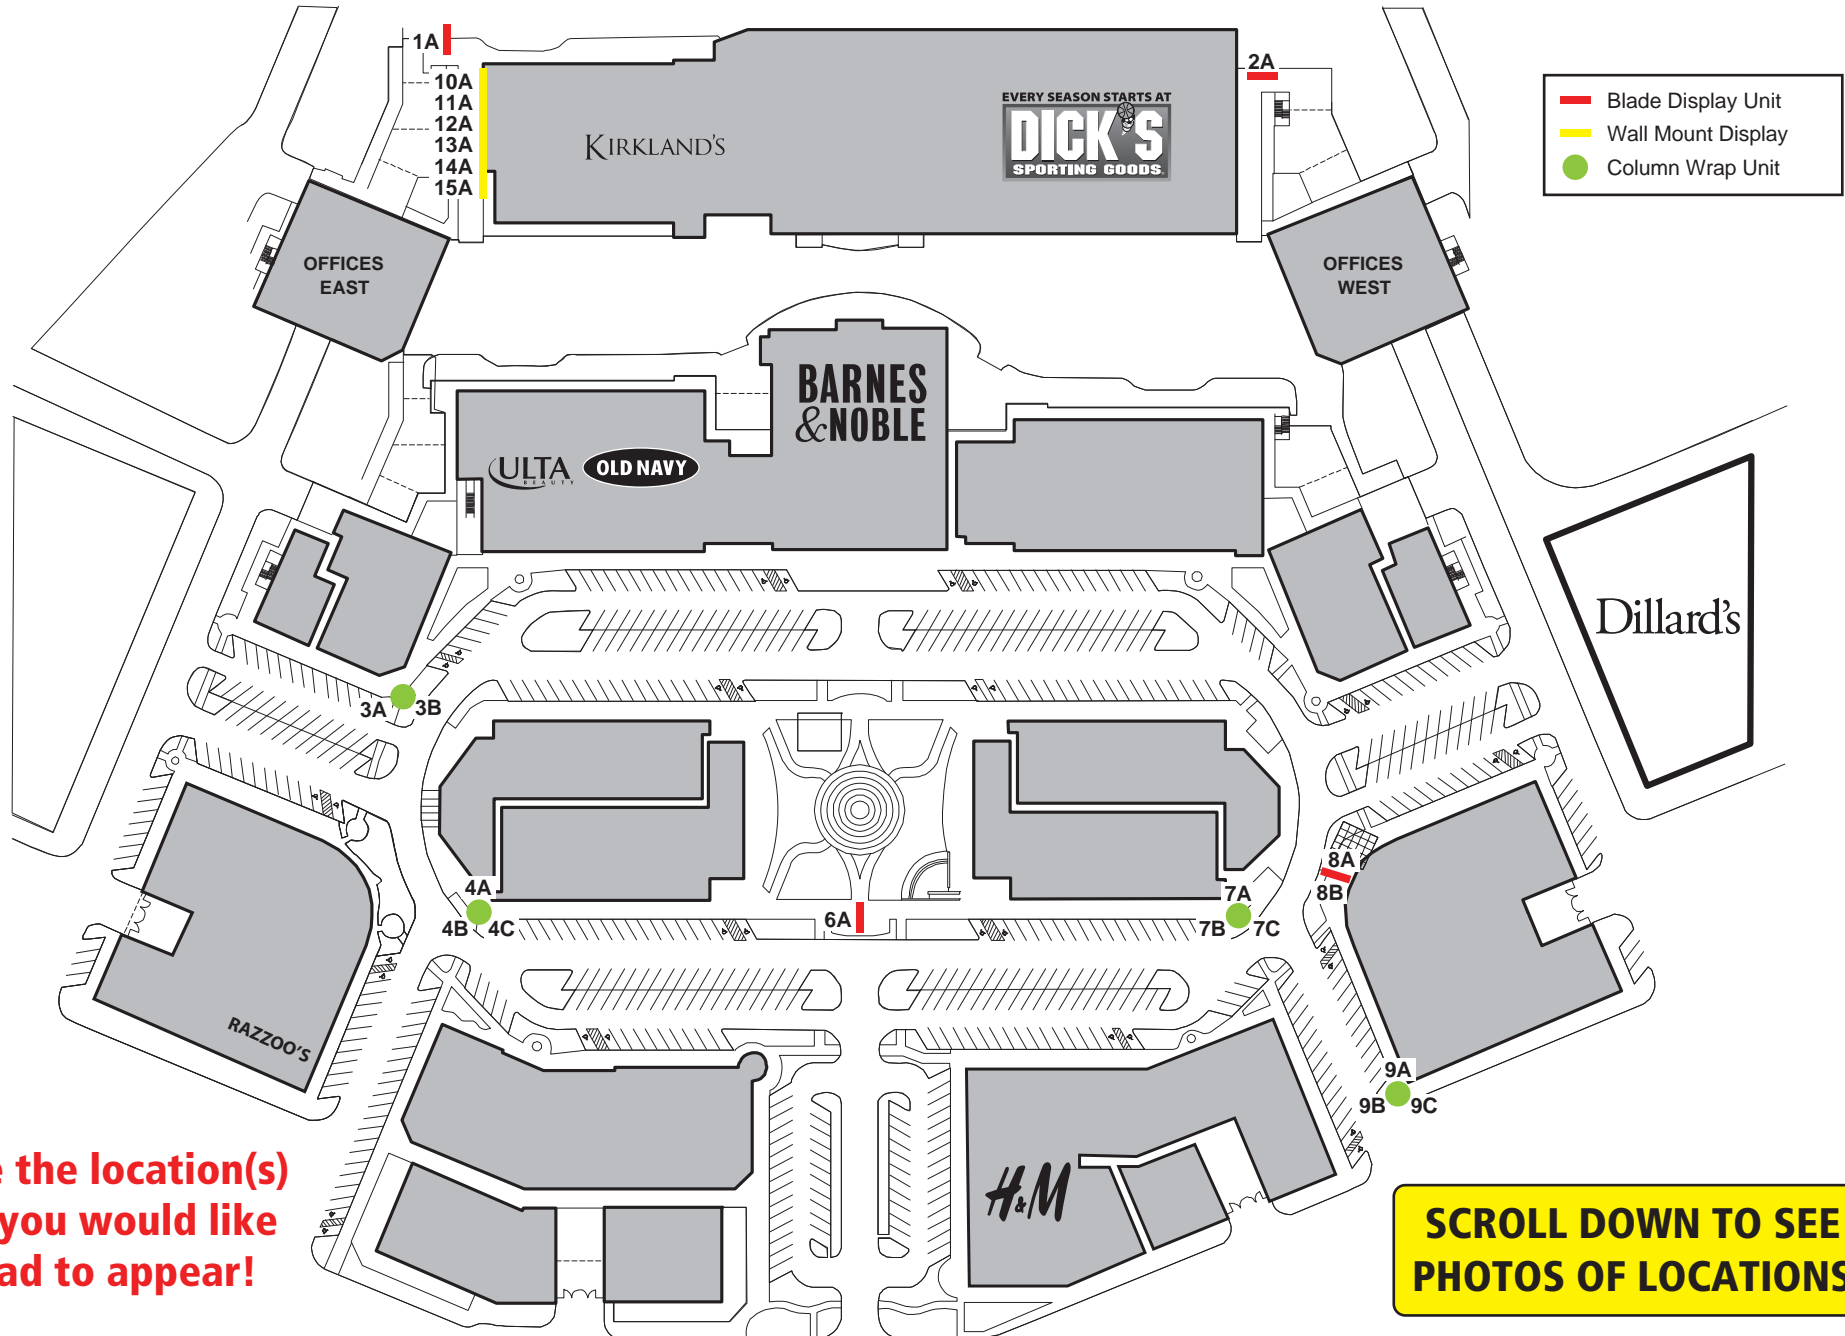 1A
10A
11A
12A
13A
14A
15A
KIRKLAND'S
EVERY SEASON STARTS AT
DICK'S
SPORTING GOODS
2A
Blade Display Unit
Wall Mount Display
Column Wrap Unit
OFFICES
EAST
OFFICES
WEST
BARNES
&NOBLE
ULTA
BEAUTY
OLD NAVY
Dillard's
3A 3B
4A
4B 4C
6A
7A
7B 7C
8A
8B
9A
9B 9C
RAZZOO'S
H&M
the location(s)
you would like
ad to appear!
SCROLL DOWN TO SEE
PHOTOS OF LOCATIONS